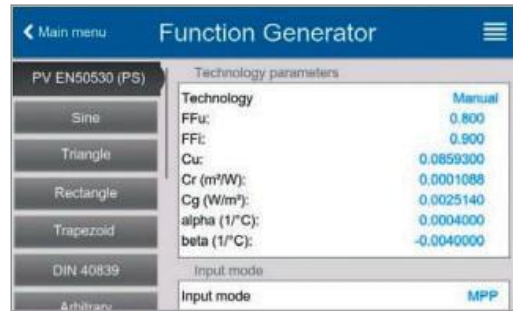 Main menu
Function Generator
PV EN50530 (PS)
Sine
Triangle
Rectangle
Trapezoid
DIN 40839
Arbitrary
Technology parameters
Technology Manual
FFu: 0.800
FFi: 0.900
Cu: 0.0859300
Cr (m²/W): 0.0001088
Cg (W/m²): 0.0025140
alpha (1/°C): 0.0004000
beta (1/°C): -0.0040000
Input mode
Input mode MPP